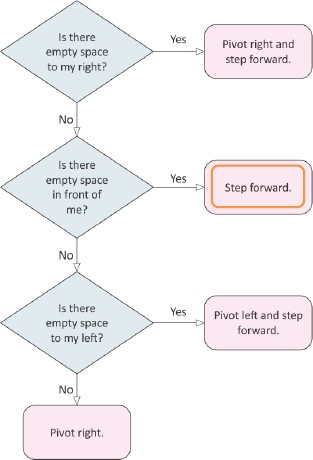 Is there
empty space
to my right?
Yes
Pivot right and
step forward.
No
Is there
empty space
in front of
me?
Yes
Step forward.
No
Is there
empty space
to my left?
Yes
Pivot left and step
forward.
No
Pivot right.